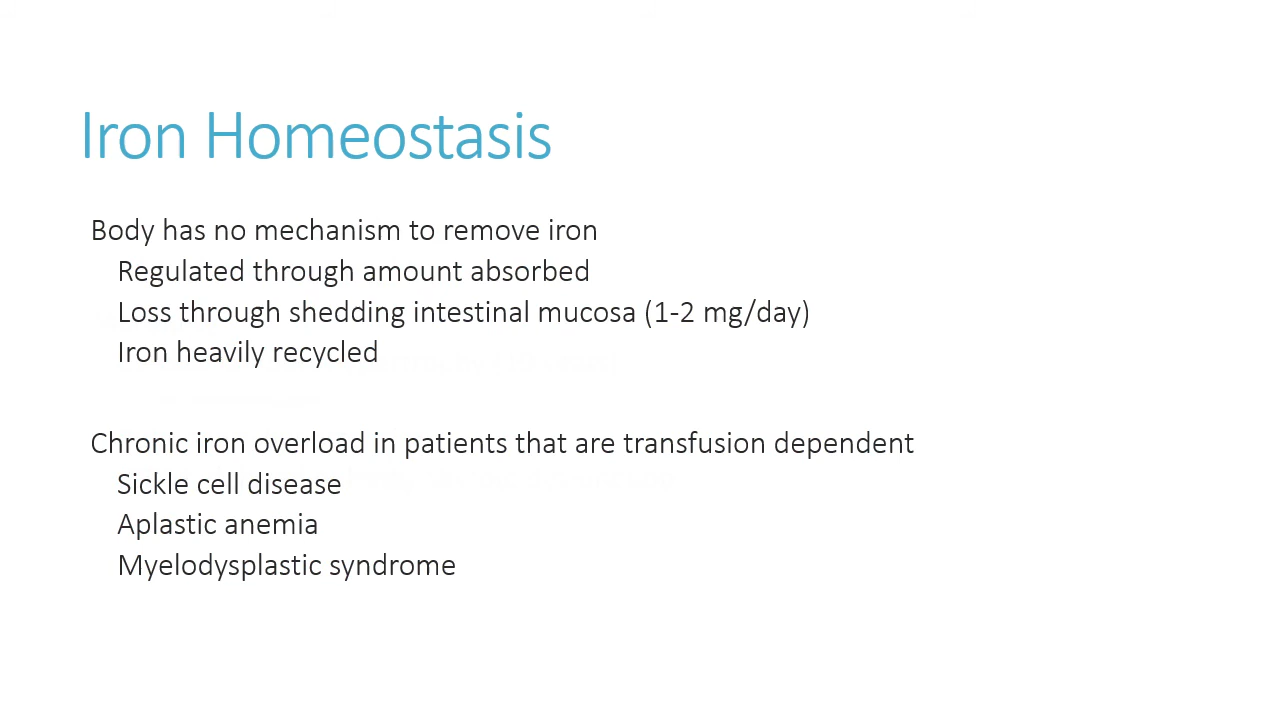 Iron Homeostasis
Body has no mechanism to remove iron
Regulated through amount absorbed
Loss through shedding intestinal mucosa (1-2 mg/day)
Iron heavily recycled
Chronic iron overload in patients that are transfusion dependent
Sickle cell disease
Aplastic anemia
Myelodysplastic syndrome